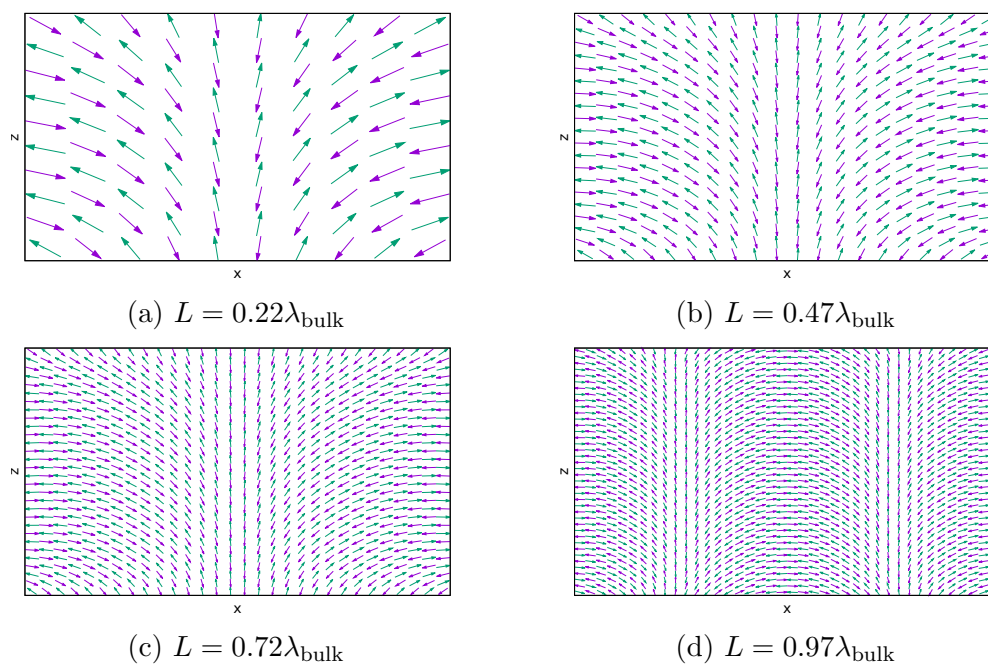 z
x
(a) L = 0.22λbulk
z
x
(b) L = 0.47λbulk
z
x
(c) L = 0.72λbulk
z
x
(d) L = 0.97λbulk